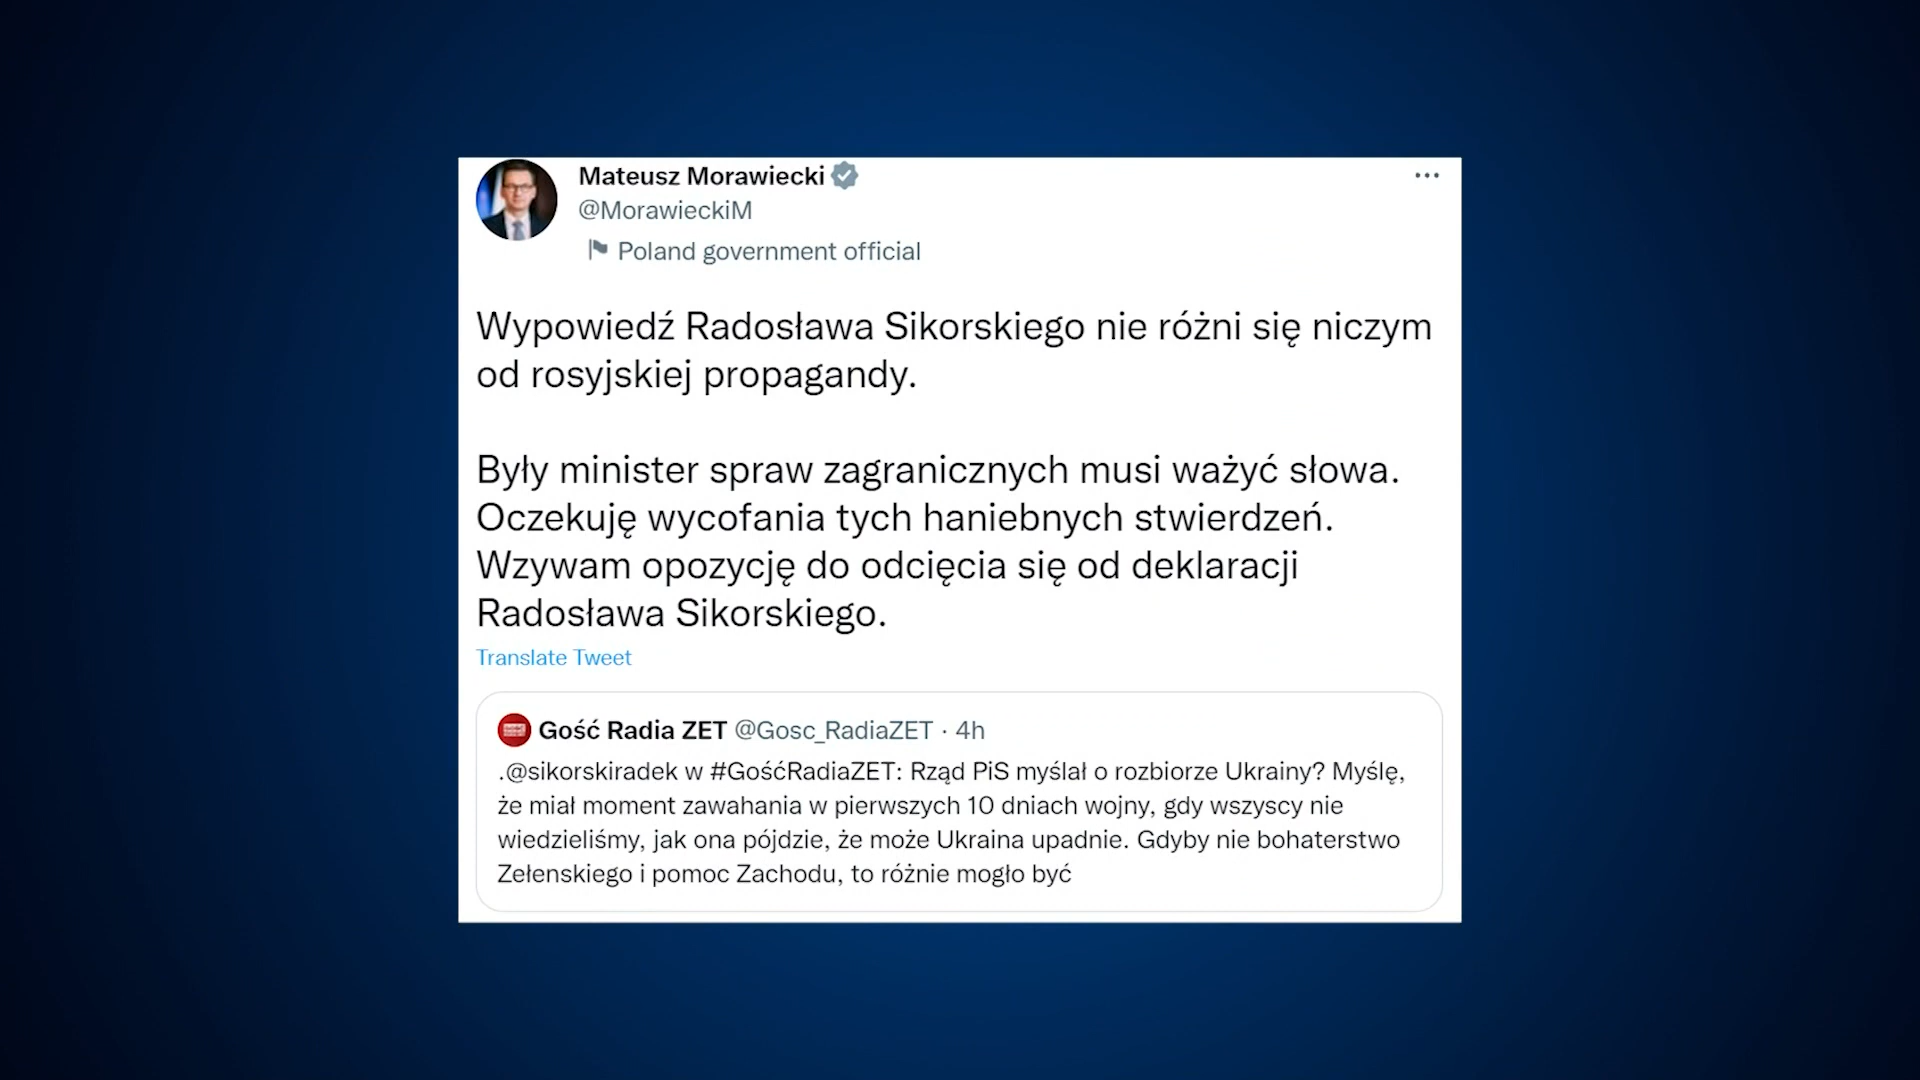 Mateusz Morawiecki
@MorawieckiM
Poland government official
Wypowiedź Radosława Sikorskiego nie różni się niczym
od rosyjskiej propagandy.
Były minister spraw zagranicznych musi ważyć słowa.
Oczekuję wycofania tych haniebnych stwierdzeń.
Wzywam opozycję do odcięcia się od deklaracji
Radosława Sikorskiego.
Translate Tweet
Gość Radia ZET @Gosc_RadiaZET · 4h
.@sikorskiradek w #GośćRadiaZET: Rząd PiS myślał o rozbiorze Ukrainy? Myślę,
że miał moment zawahania w pierwszych 10 dniach wojny, gdy wszyscy nie
wiedzieliśmy, jak ona pójdzie, że może Ukraina upadnie. Gdyby nie bohaterstwo
Zełenskiego i pomoc Zachodu, to różnie mogło być